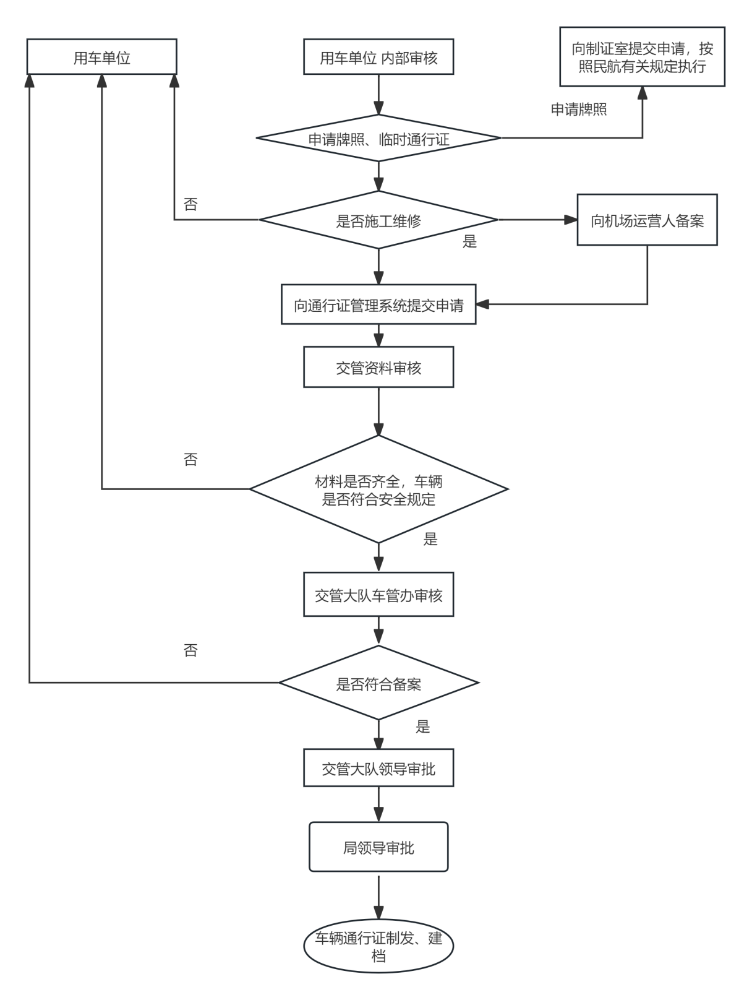 用车单位
用车单位 内部审核
向制证室提交申请，按
照民航有关规定执行
申请牌照
申请牌照、临时通行证
否
是否施工维修
是
向机场运营人备案
向通行证管理系统提交申请
交管资料审核
否
材料是否齐全，车辆
是否符合安全规定
是
交管大队车管办审核
否
是否符合备案
是
交管大队领导审批
局领导审批
车辆通行证制发、建
档